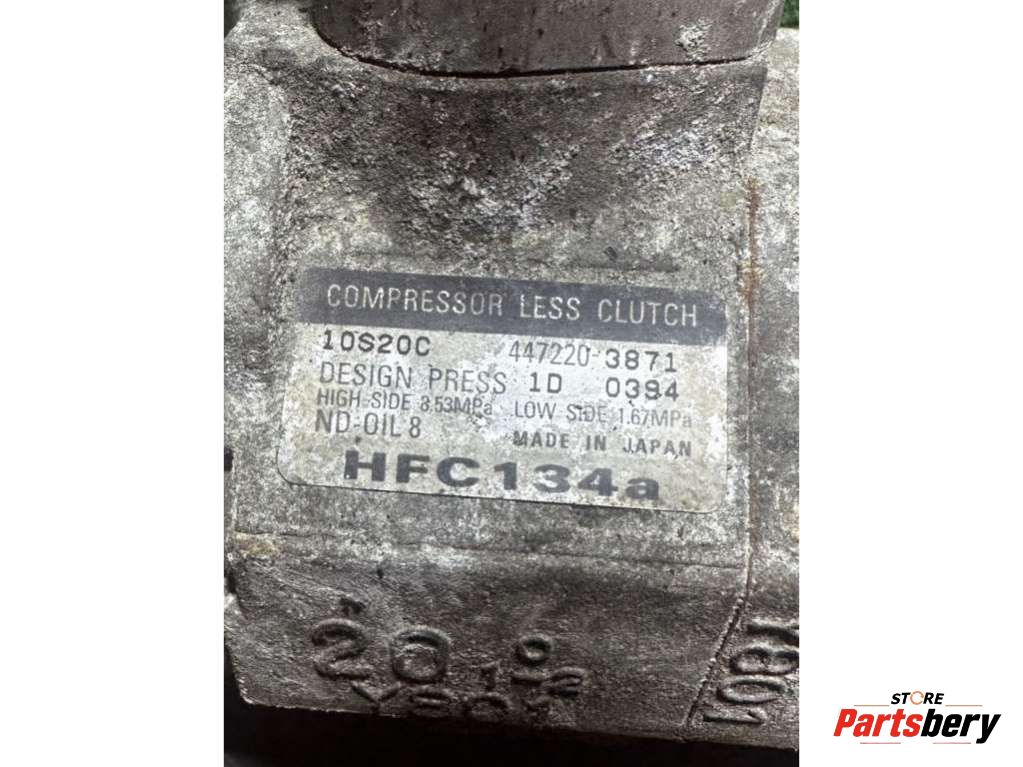 COMPRESSOR LESS CLUTCH
10S20C 447220-3871
DESIGN PRESS 1D 0394
HIGH-SIDE 3.53MPa LOW SIDE 1.67MPa
ND-OIL 8 MADE IN JAPAN
HFC134a
20
STORE
Partsbery